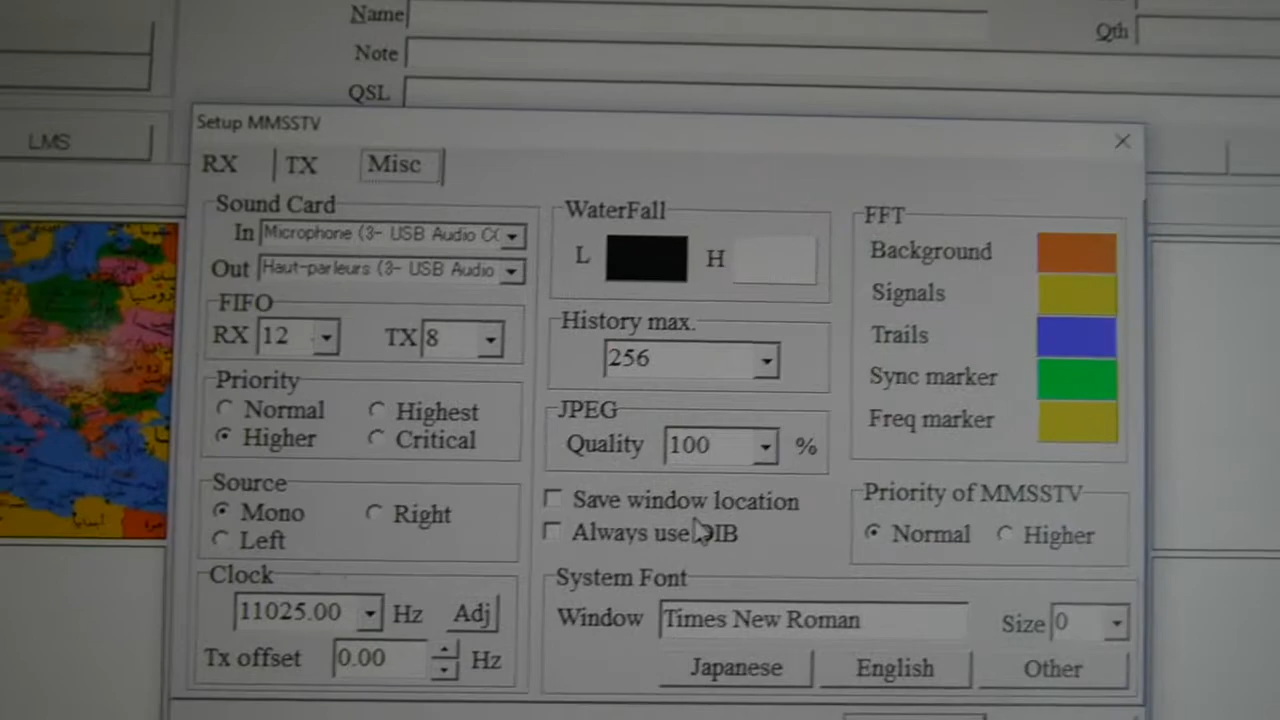 Name
Qth
Note
QSL
LMS
Setup MMSSTV
RX TX Misc
Sound Card
In Microphone (3- USB Audio CO
Out Haut-parleurs (3- USB Audio
FIFO
RX 12 TX 8
Priority
Normal Highest
Higher Critical
Source
Mono Right
Left
Clock
11025.00 Hz Adj
Tx offset 0.00 Hz
WaterFall
L H
History max.
256
JPEG
Quality 100 %
Save window location
Always use DIB
FFT
Background
Signals
Trails
Sync marker
Freq marker
Priority of MMSSTV
Normal Higher
System Font
Window Times New Roman Size 0
Japanese English Other